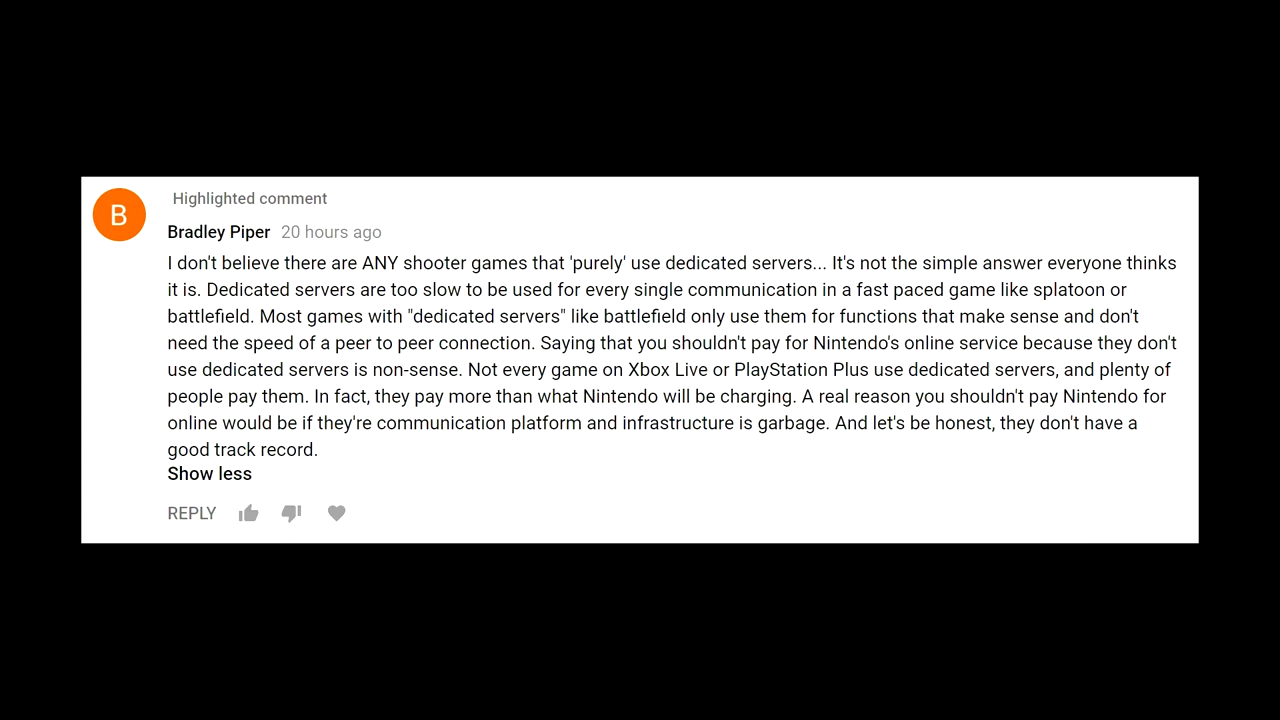 Highlighted comment
B
Bradley Piper 20 hours ago
I don't believe there are ANY shooter games that 'purely' use dedicated servers... It's not the simple answer everyone thinks
it is. Dedicated servers are too slow to be used for every single communication in a fast paced game like splatoon or
battlefield. Most games with "dedicated servers" like battlefield only use them for functions that make sense and don't
need the speed of a peer to peer connection. Saying that you shouldn't pay for Nintendo's online service because they don't
use dedicated servers is non-sense. Not every game on Xbox Live or PlayStation Plus use dedicated servers, and plenty of
people pay them. In fact, they pay more than what Nintendo will be charging. A real reason you shouldn't pay Nintendo for
online would be if they're communication platform and infrastructure is garbage. And let's be honest, they don't have a
good track record.
Show less
REPLY